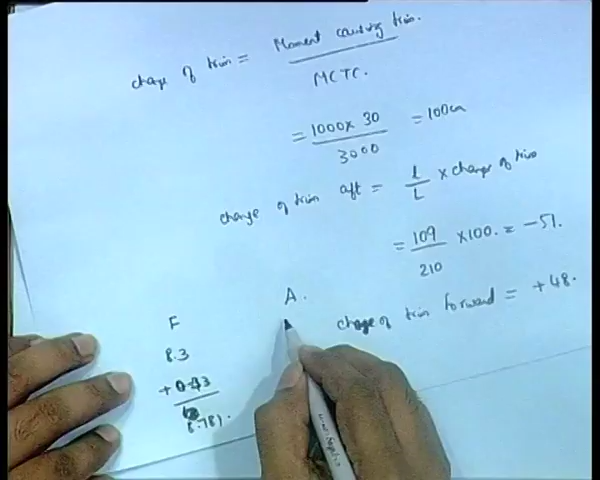 change of trim = Moment causing trim.
MCTC.
= 1000 x 30 = 100cm
3000
change of trim aft = l x change of trim
L
= 109 x 100. = -51.
210
change of trim forward = +48.
F A.
8.3
8.781.